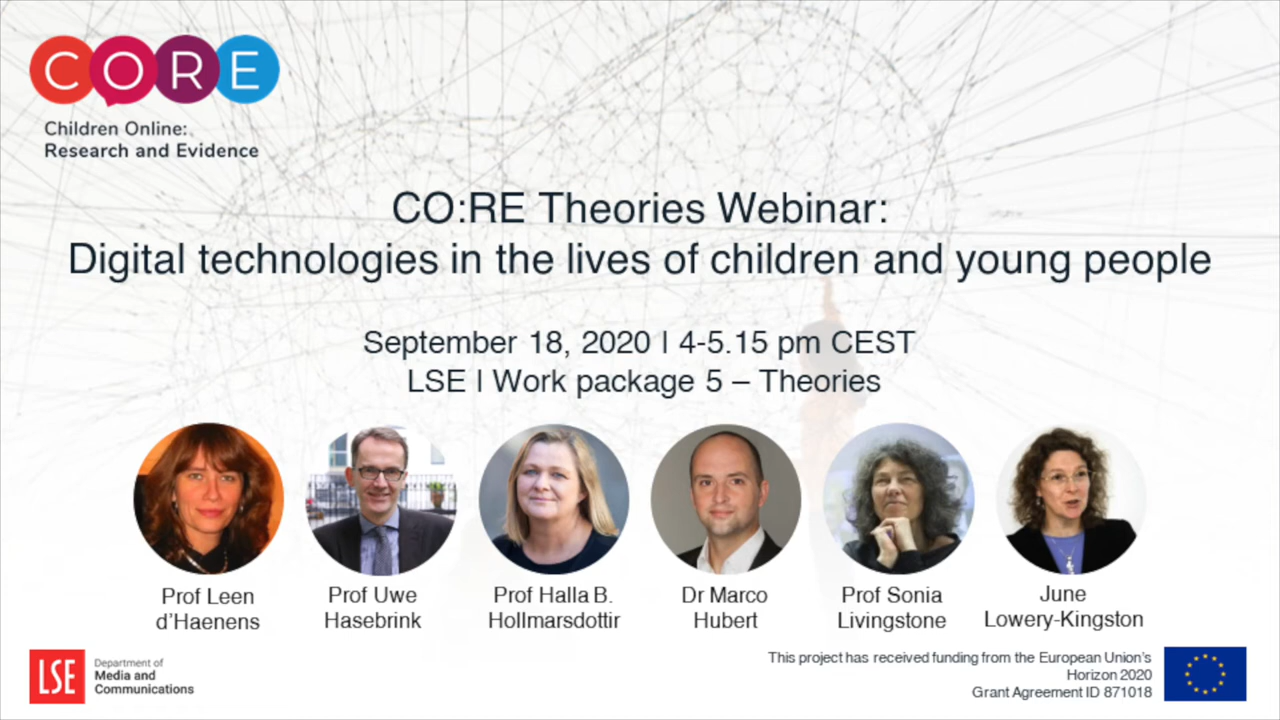 CORE
Children Online:
Research and Evidence
CO:RE Theories Webinar:
Digital technologies in the lives of children and young people
September 18, 2020 | 4-5.15 pm CEST
LSE | Work package 5 – Theories
Prof Leen
d’Haenens
Prof Uwe
Hasebrink
Prof Halla B.
Hollmarsdottir
Dr Marco
Hubert
Prof Sonia
Livingstone
June
Lowery-Kingston
LSE
Department of
Media and
Communications
This project has received funding from the European Union’s
Horizon 2020
Grant Agreement ID 871018